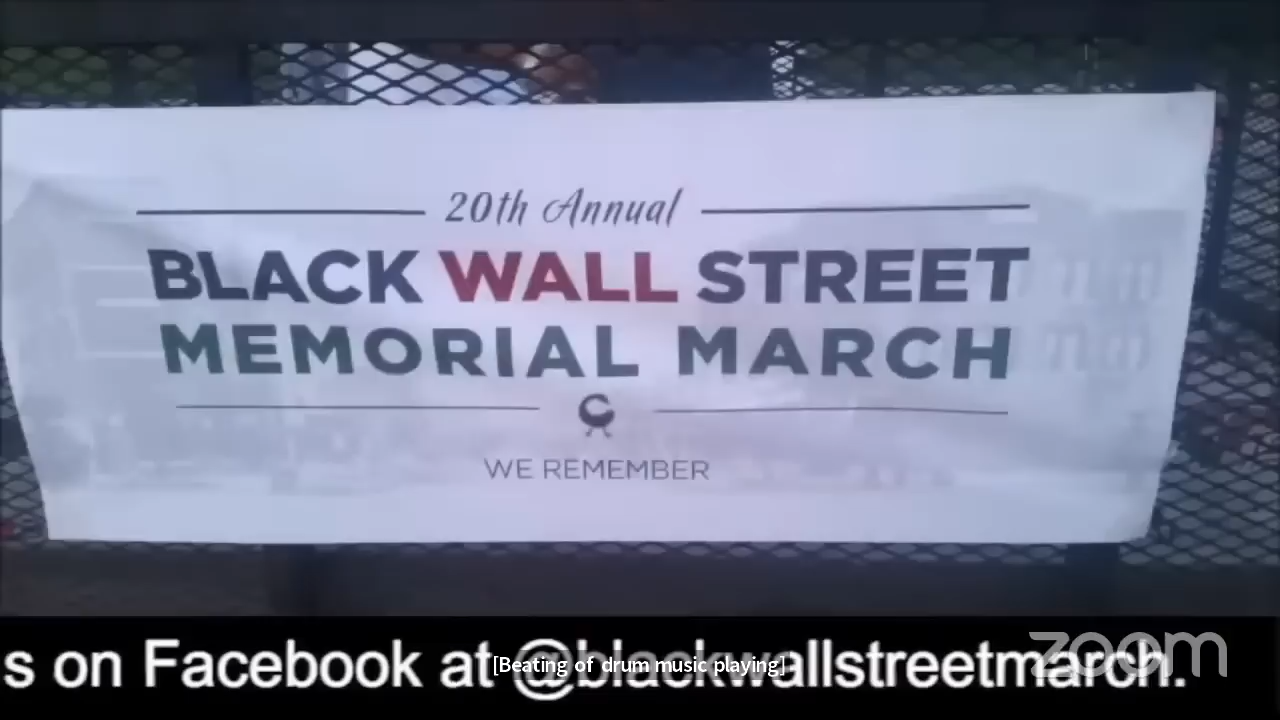 20th Annual
BLACK WALL STREET
MEMORIAL MARCH
WE REMEMBER
s on Facebook at @blackwallstreetmarch.
[Beating of drum music playing]
zoom